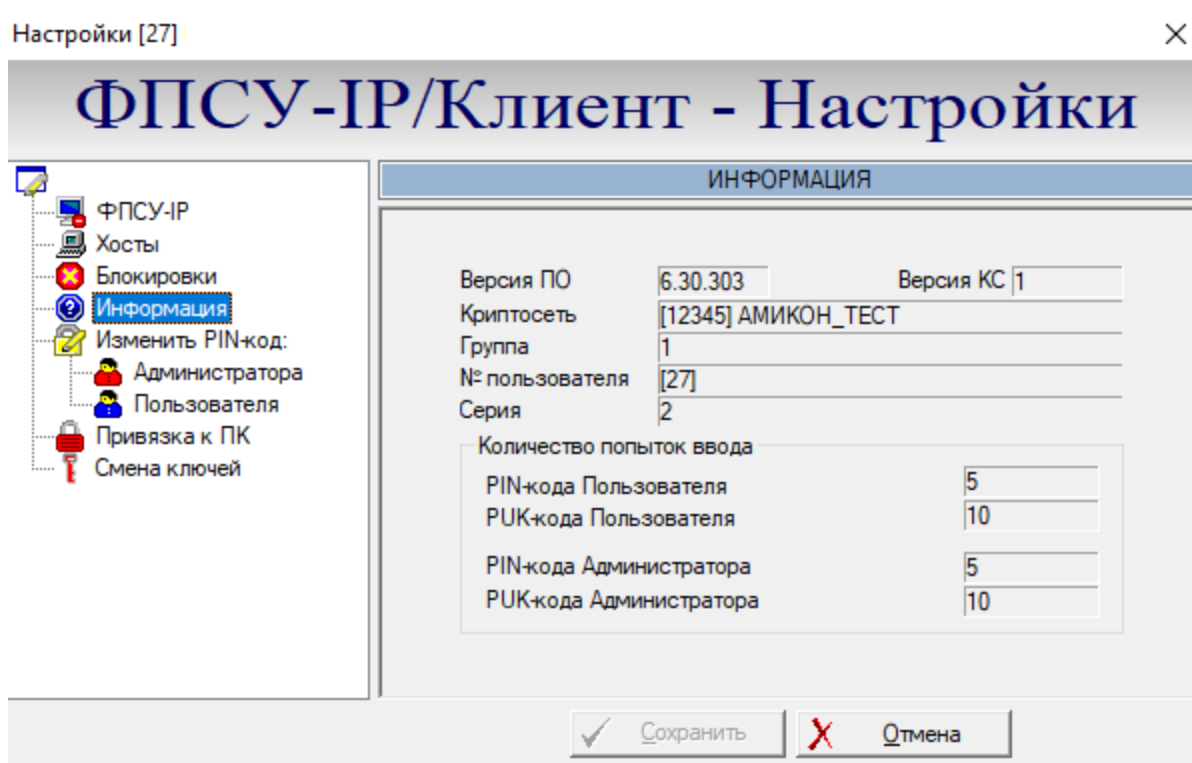 Настройки [27]
ФПСУ-IP/Клиент - Настройки
ФПСУ-IP
Хосты
Блокировки
Информация
Изменить PIN-код:
Администратора
Пользователя
Привязка к ПК
Смена ключей
ИНФОРМАЦИЯ
Версия ПО 6.30.303 Версия КС 1
Криптосеть [12345] АМИКОН_ТЕСТ
Группа 1
№ пользователя [27]
Серия 2
Количество попыток ввода
PIN-кода Пользователя 5
PUK-кода Пользователя 10
PIN-кода Администратора 5
PUK-кода Администратора 10
Сохранить Отмена